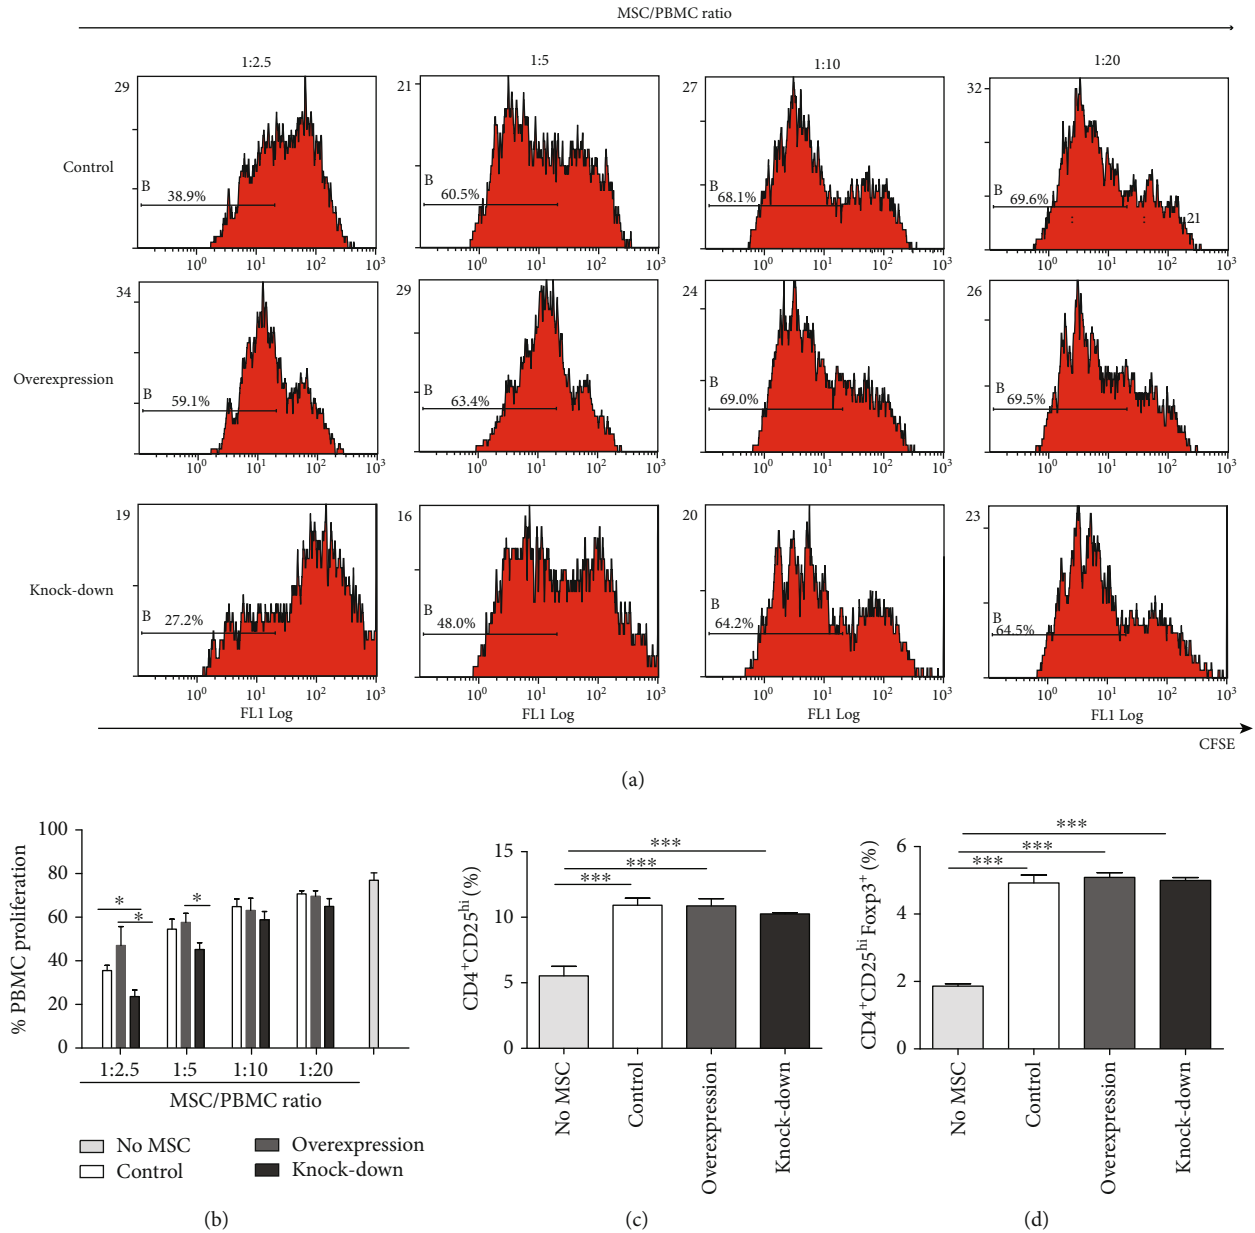 MSC/PBMC ratio
1:2.5 1:5 1:10 1:20
Control
29 B 38.9% 10⁰ 10¹ 10² 10³
21 B 60.5% 10⁰ 10¹ 10² 10³
27 B 68.1% 10⁰ 10¹ 10² 10³
32 B 69.6% : : 21 10⁰ 10¹ 10² 10³
Overexpression
34 B 59.1% 10⁰ 10¹ 10² 10³
29 B 63.4% 10⁰ 10¹ 10² 10³
24 B 69.0% 10⁰ 10¹ 10² 10³
26 B 69.5% 10⁰ 10¹ 10² 10³
Knock-down
19 B 27.2% 10⁰ 10¹ 10² 10³
16 B 48.0% 10⁰ 10¹ 10² 10³
20 B 64.2% 10⁰ 10¹ 10² 10³
23 B 64.5% 10⁰ 10¹ 10² 10³
FL1 Log FL1 Log FL1 Log FL1 Log
CFSE
(a)
% PBMC proliferation
100
80
60
40
20
0
* * *
1:2.5 1:5 1:10 1:20
MSC/PBMC ratio
No MSC Overexpression
Control Knock-down
(b)
CD4⁺CD25ʰⁱ (%)
15
10
5
0
***
***
***
No MSC
Control
Overexpression
Knock-down
(c)
CD4⁺CD25ʰⁱ Foxp3⁺ (%)
6
4
2
0
***
***
***
No MSC
Control
Overexpression
Knock-down
(d)